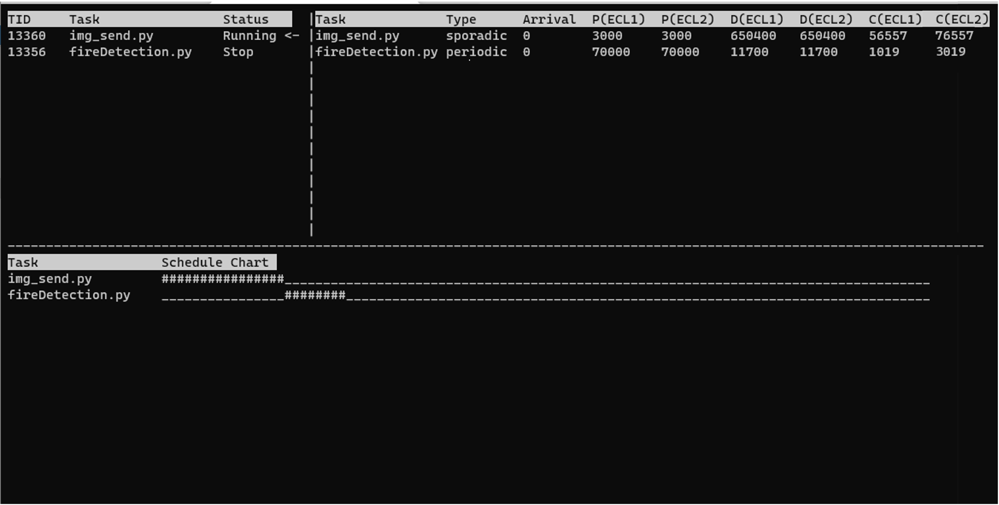 TID Task Status |Task Type Arrival P(ECL1) P(ECL2) D(ECL1) D(ECL2) C(ECL1) C(ECL2)
13360 img_send.py Running <- |img_send.py sporadic 0 3000 3000 650400 650400 56557 76557
13356 fireDetection.py Stop |fireDetection.py periodic 0 70000 70000 11700 11700 1019 3019
Task Schedule Chart
img_send.py ################____________________________________________________________________________________
fireDetection.py ________________########____________________________________________________________________________